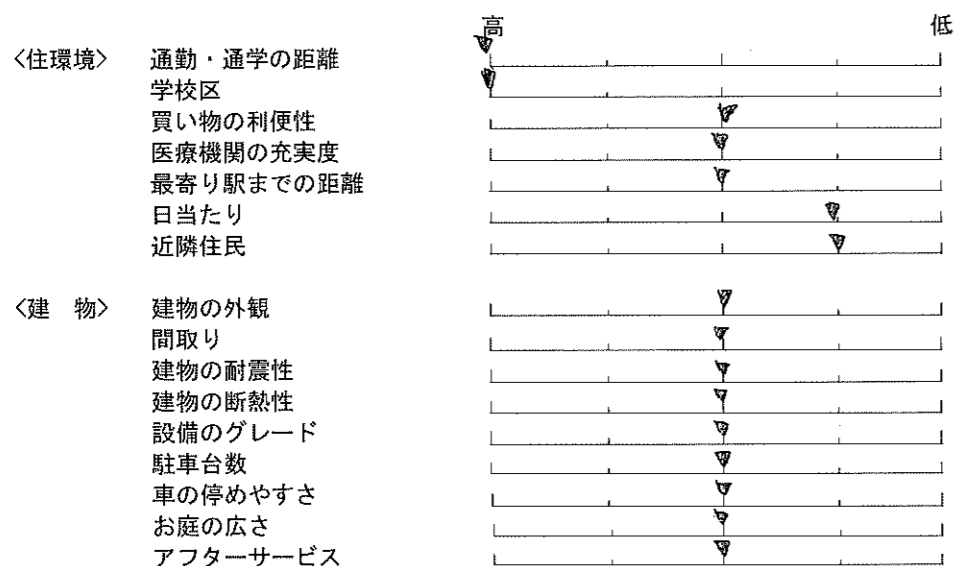 高 低
〈住環境〉 通勤・通学の距離
学校区
買い物の利便性
医療機関の充実度
最寄り駅までの距離
日当たり
近隣住民
〈建 物〉 建物の外観
間取り
建物の耐震性
建物の断熱性
設備のグレード
駐車台数
車の停めやすさ
お庭の広さ
アフターサービス